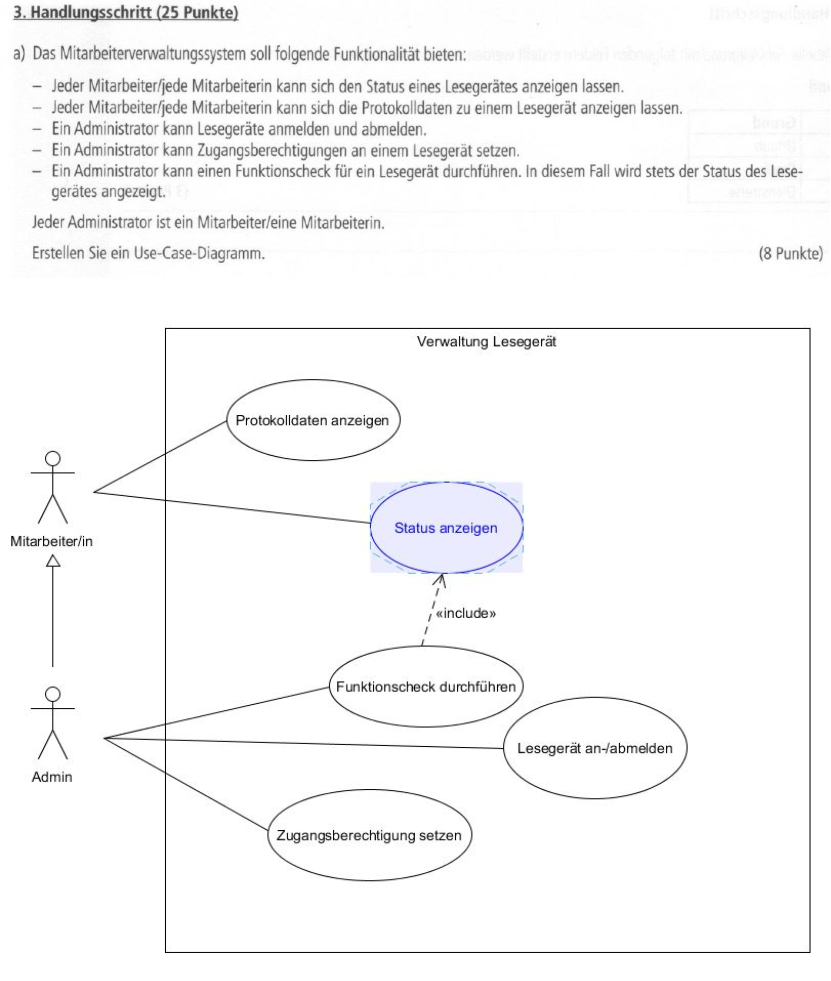 3. Handlungsschritt (25 Punkte)
a) Das Mitarbeiterverwaltungssystem soll folgende Funktionalität bieten:
– Jeder Mitarbeiter/jede Mitarbeiterin kann sich den Status eines Lesegerätes anzeigen lassen.
– Jeder Mitarbeiter/jede Mitarbeiterin kann sich die Protokolldaten zu einem Lesegerät anzeigen lassen.
– Ein Administrator kann Lesegeräte anmelden und abmelden.
– Ein Administrator kann Zugangsberechtigungen an einem Lesegerät setzen.
– Ein Administrator kann einen Funktionscheck für ein Lesegerät durchführen. In diesem Fall wird stets der Status des Lese-
gerätes angezeigt.
Jeder Administrator ist ein Mitarbeiter/eine Mitarbeiterin.
Erstellen Sie ein Use-Case-Diagramm. (8 Punkte)
Verwaltung Lesegerät
Protokolldaten anzeigen
Status anzeigen
Mitarbeiter/in
«include»
Funktionscheck durchführen
Lesegerät an-/abmelden
Admin
Zugangsberechtigung setzen